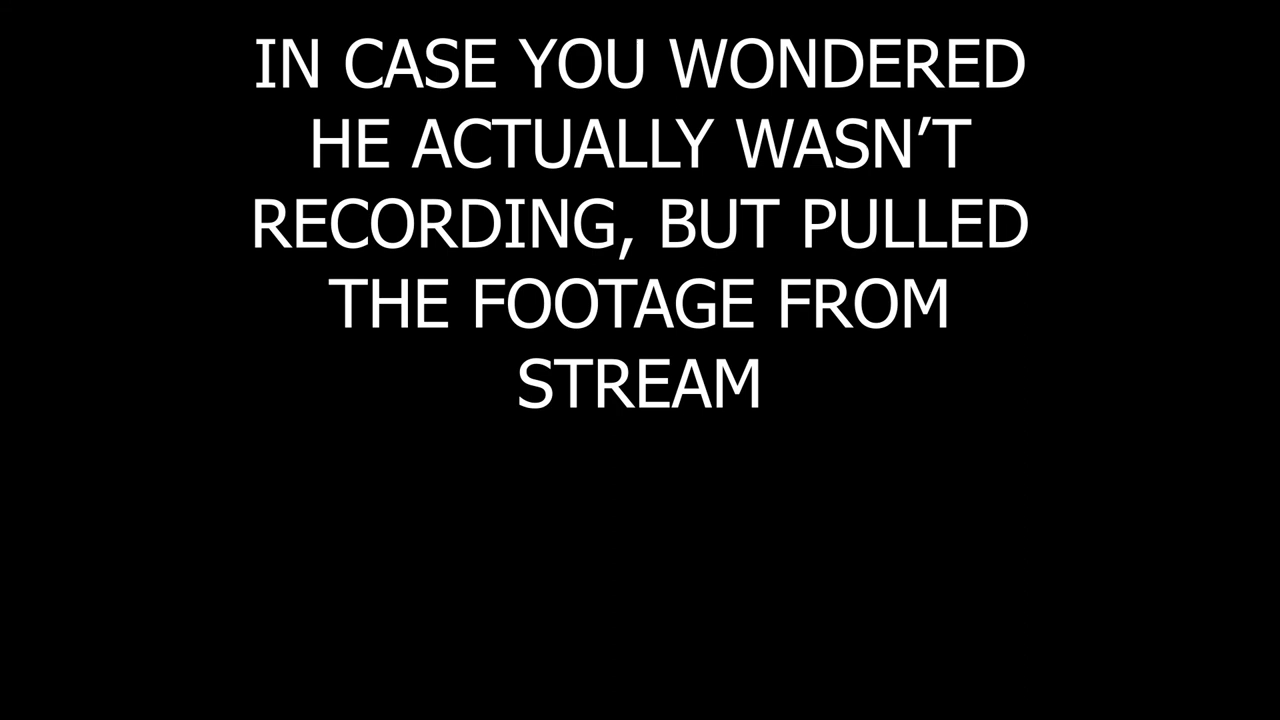 IN CASE YOU WONDERED
HE ACTUALLY WASN’T
RECORDING, BUT PULLED
THE FOOTAGE FROM
STREAM